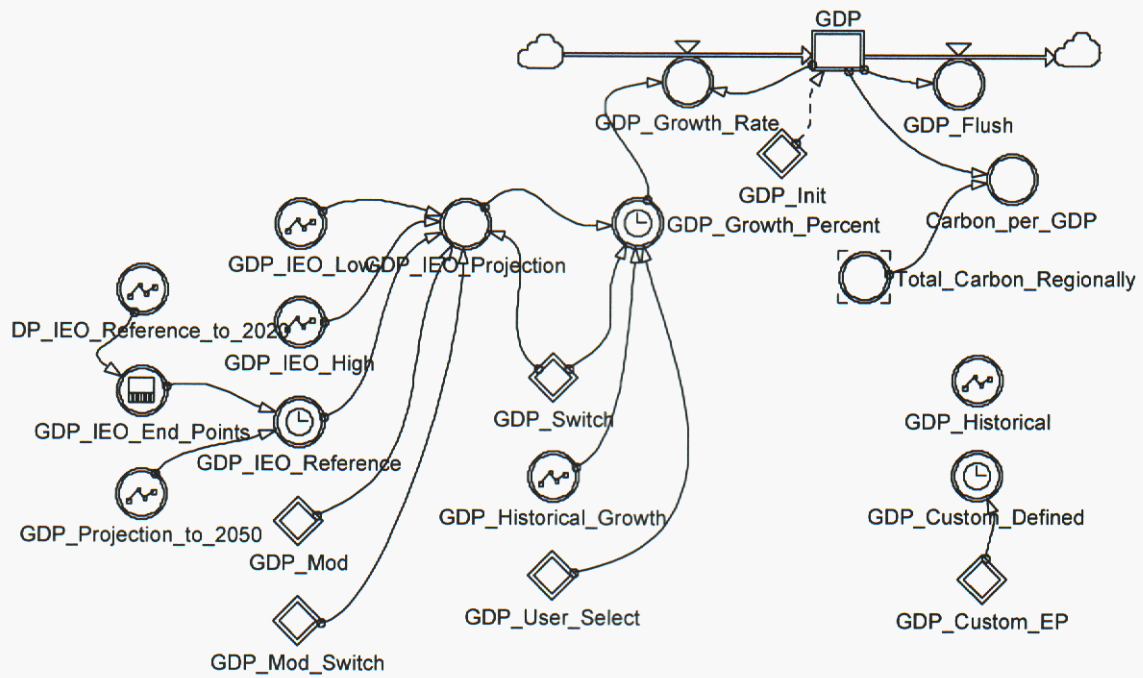 GDP
GDP_Growth_Rate
GDP_Flush
GDP_Init
GDP_Growth_Percent
Carbon_per_GDP
GDP_IEO_Low
GDP_IEO_Projection
Total_Carbon_Regionally
DP_IEO_Reference_to_2020
GDP_IEO_High
GDP_Switch
GDP_Historical
GDP_IEO_End_Points
GDP_IEO_Reference
GDP_Historical_Growth
GDP_Custom_Defined
GDP_Projection_to_2050
GDP_Mod
GDP_User_Select
GDP_Custom_EP
GDP_Mod_Switch